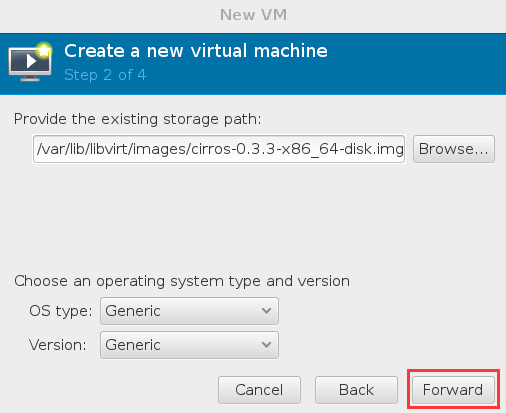 New VM
Create a new virtual machine
Step 2 of 4
Provide the existing storage path:
/var/lib/libvirt/images/cirros-0.3.3-x86_64-disk.img Browse...
Choose an operating system type and version
OS type: Generic
Version: Generic
Cancel Back Forward